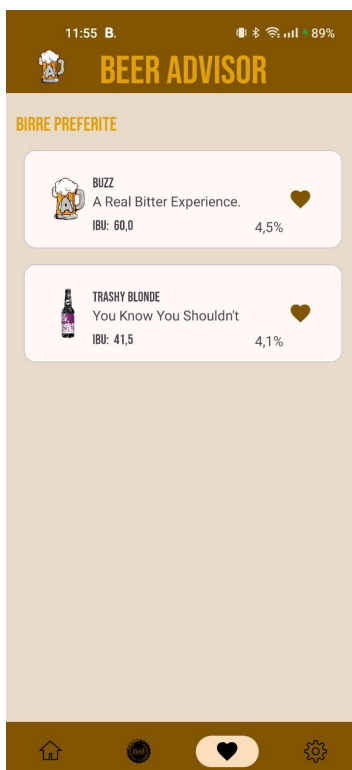 11:55 B. 89%
BEER ADVISOR
BIRRE PREFERITE
BUZZ
A Real Bitter Experience.
IBU: 60,0
4,5%
TRASHY BLONDE
You Know You Shouldn't
IBU: 41,5
4,1%